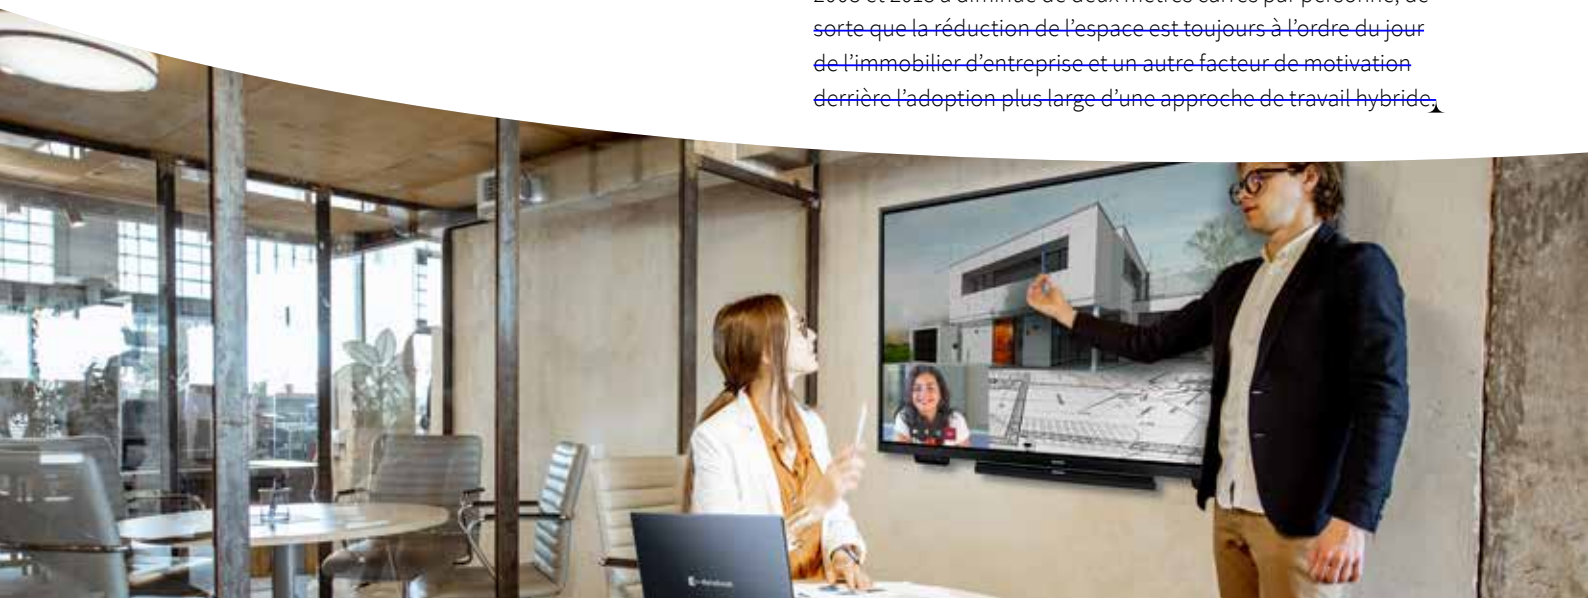 sorte que la réduction de l’espace est toujours à l’ordre du jour
de l’immobilier d’entreprise et un autre facteur de motivation
derrière l’adoption plus large d’une approche de travail hybride.
dynabook